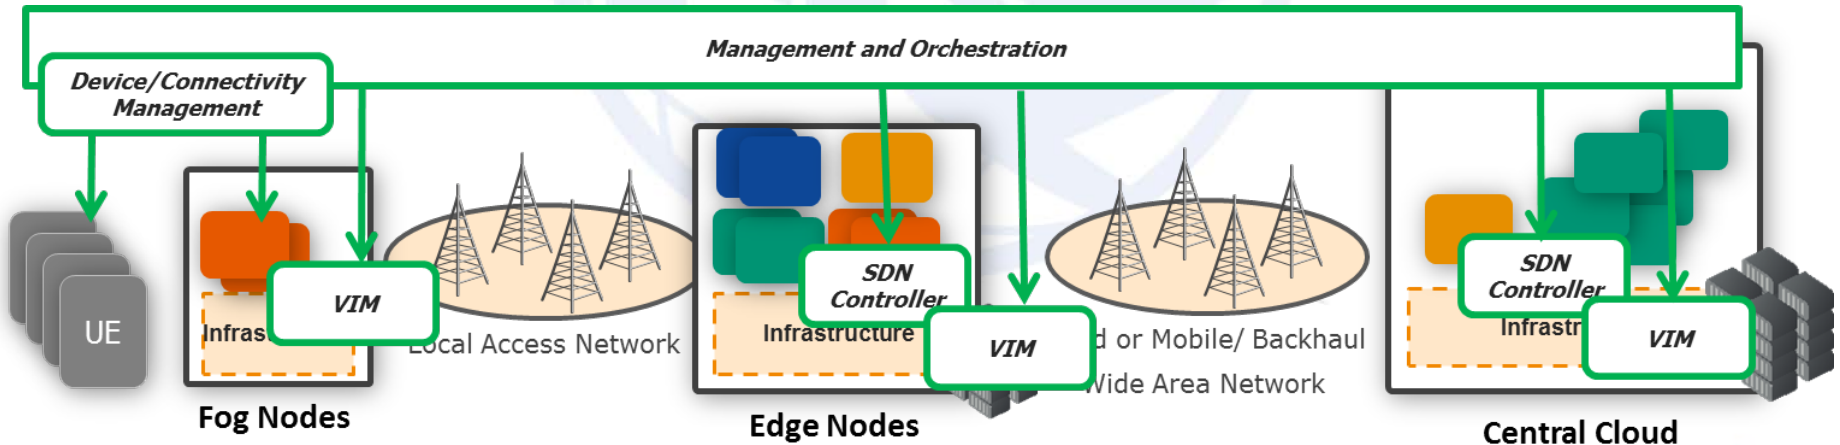 Management and Orchestration
Device/Connectivity
Management
UE
Infrast
VIM
Fog Nodes
Local Access Network
SDN
Controller
Infrastructure
VIM
Edge Nodes
d or Mobile/ Backhaul
Wide Area Network
SDN
Controller
Infrastr
VIM
Central Cloud